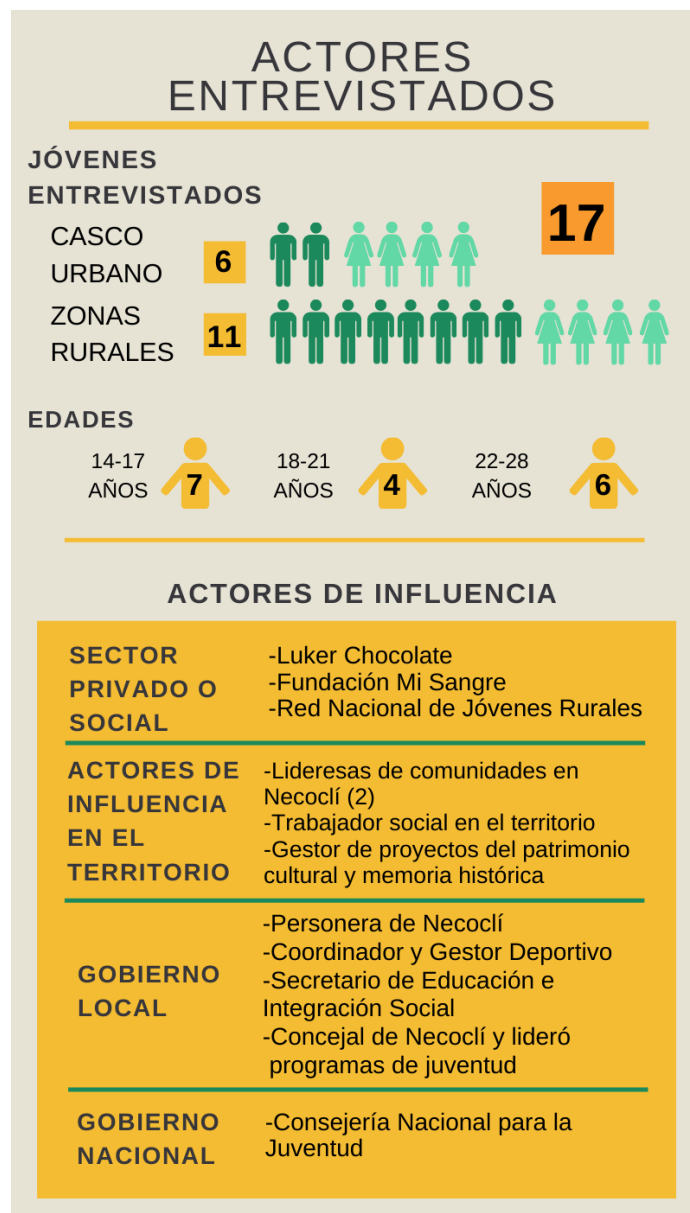 ACTORES
ENTREVISTADOS
JÓVENES
ENTREVISTADOS
17
CASCO
URBANO
6
ZONAS
RURALES
11
EDADES
14-17
AÑOS
7
18-21
AÑOS
4
22-28
AÑOS
6
ACTORES DE INFLUENCIA
SECTOR
PRIVADO O
SOCIAL
-Luker Chocolate
-Fundación Mi Sangre
-Red Nacional de Jóvenes Rurales
ACTORES DE
INFLUENCIA
EN EL
TERRITORIO
-Lideresas de comunidades en
Necoclí (2)
-Trabajador social en el territorio
-Gestor de proyectos del patrimonio
cultural y memoria histórica
GOBIERNO
LOCAL
-Personera de Necoclí
-Coordinador y Gestor Deportivo
-Secretario de Educación e
Integración Social
-Concejal de Necoclí y lideró
programas de juventud
GOBIERNO
NACIONAL
-Consejería Nacional para la
Juventud